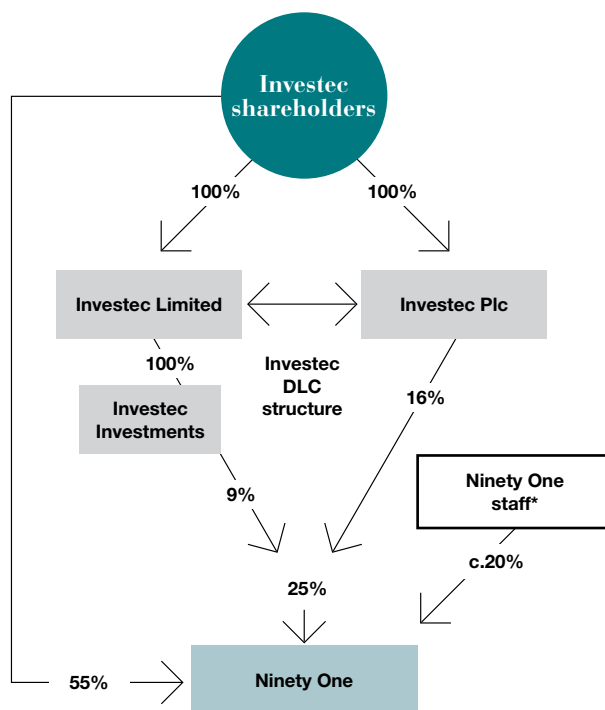 Investec
shareholders
100%
100%
Investec Limited
Investec Plc
100%
Investec
DLC
structure
16%
Investec
Investments
9%
Ninety One
staff*
c.20%
25%
55%
Ninety One